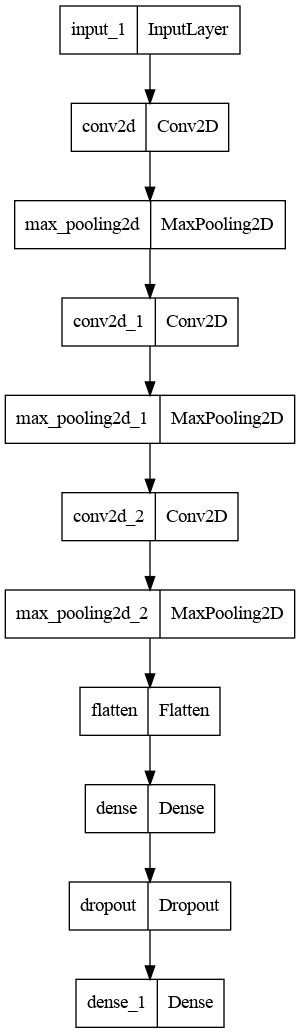 input_1 InputLayer
conv2d Conv2D
max_pooling2d MaxPooling2D
conv2d_1 Conv2D
max_pooling2d_1 MaxPooling2D
conv2d_2 Conv2D
max_pooling2d_2 MaxPooling2D
flatten Flatten
dense Dense
dropout Dropout
dense_1 Dense